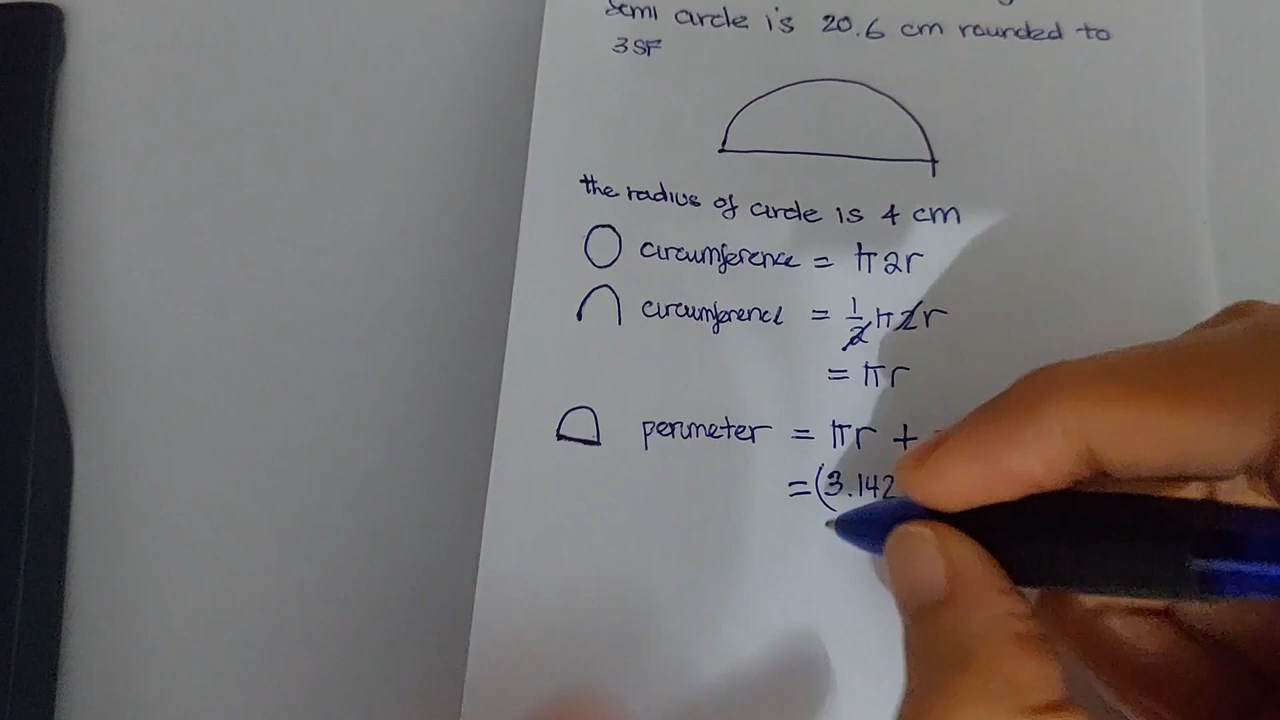 semi circle is 20.6 cm rounded to
3SF
the radius of circle is 4 cm
circumference = π2r
circumference = 1/2 π2r
= πr
perimeter = πr +
=(3.142